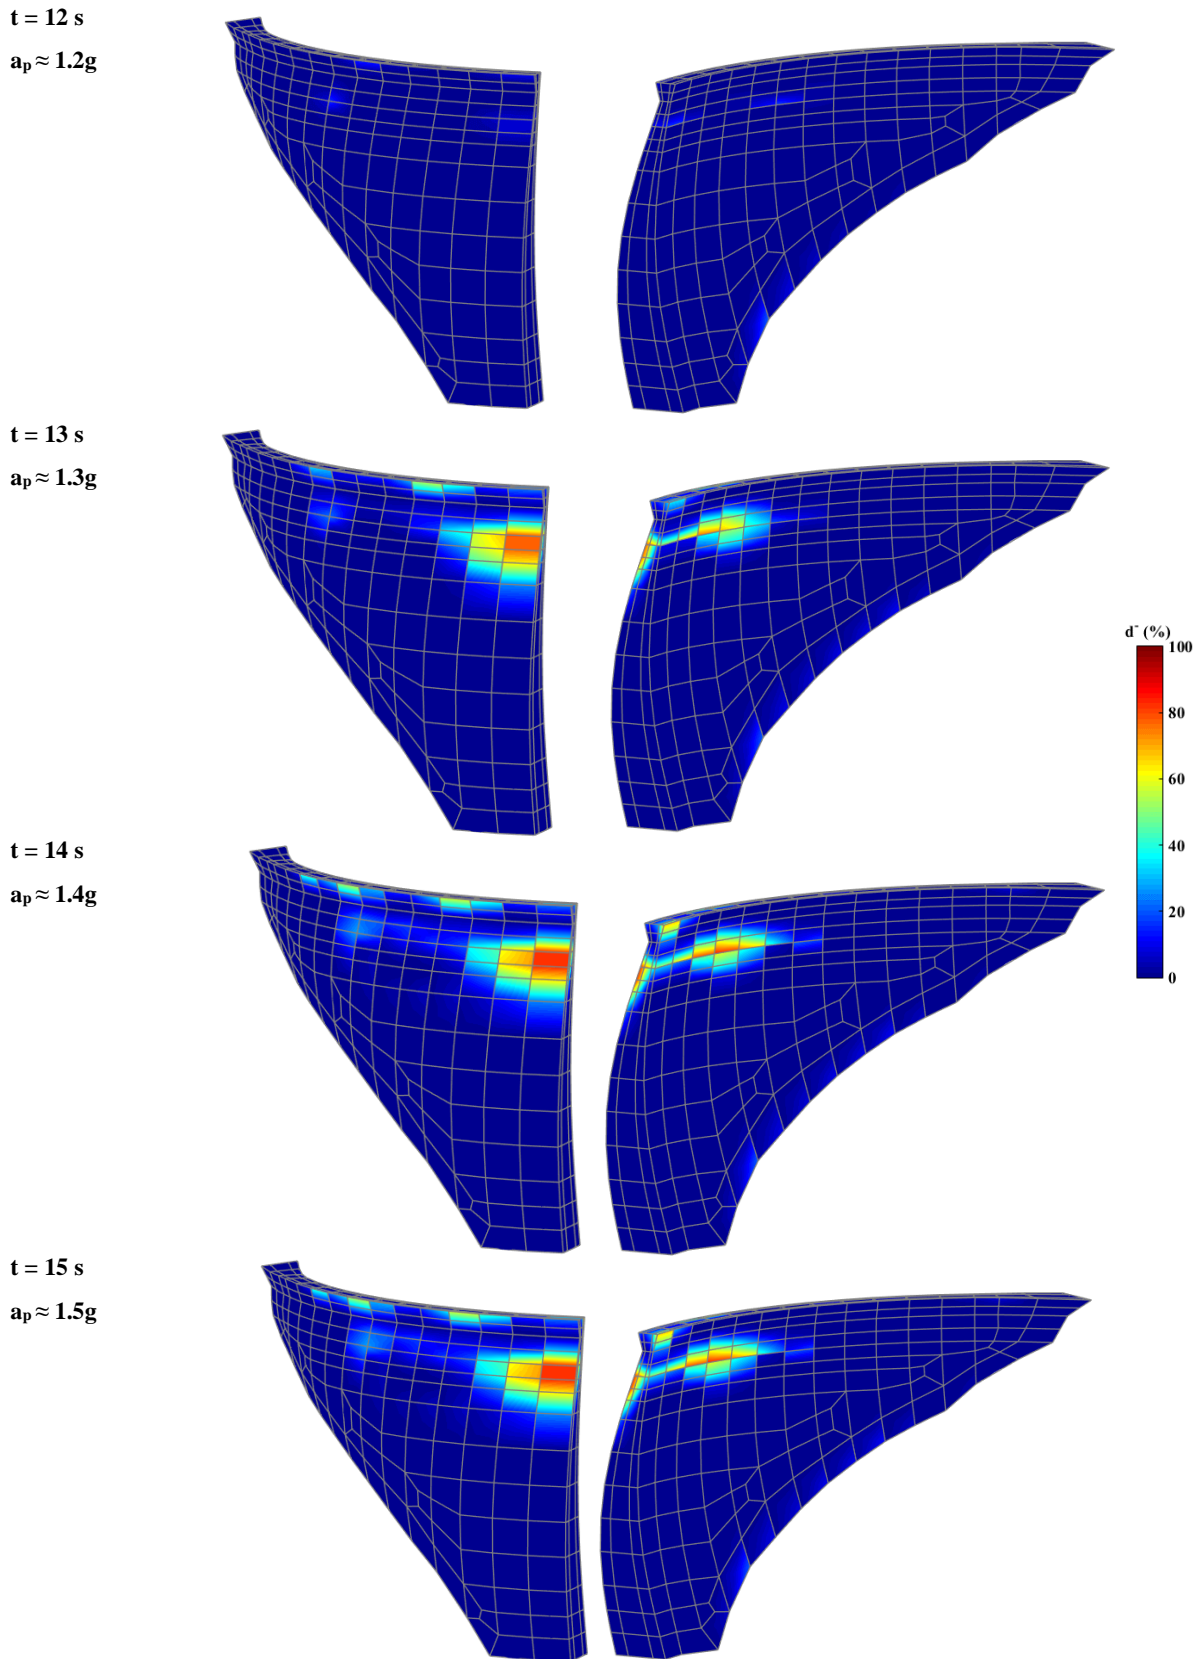 t = 12 s
aₚ ≈ 1.2g
t = 13 s
aₚ ≈ 1.3g
d⁻ (%)
100
80
60
40
20
0
t = 14 s
aₚ ≈ 1.4g
t = 15 s
aₚ ≈ 1.5g